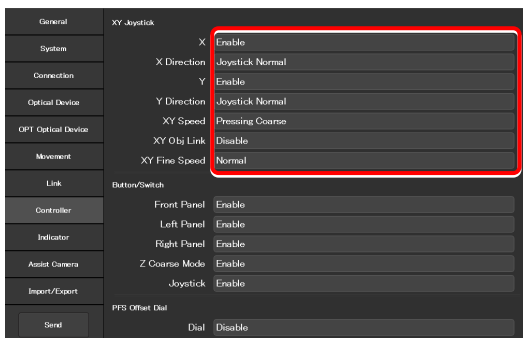 General
System
Connection
Optical Device
OPT Optical Device
Movement
Link
Controller
Indicator
Assist Camera
Import/Export
Send
XY Joystick
X Enable
X Direction Joystick Normal
Y Enable
Y Direction Joystick Normal
XY Speed Pressing Coarse
XY Obj Link Disable
XY Fine Speed Normal
Button/Switch
Front Panel Enable
Left Panel Enable
Right Panel Enable
Z Coarse Mode Enable
Joystick Enable
PFS Offset Dial
Dial Disable